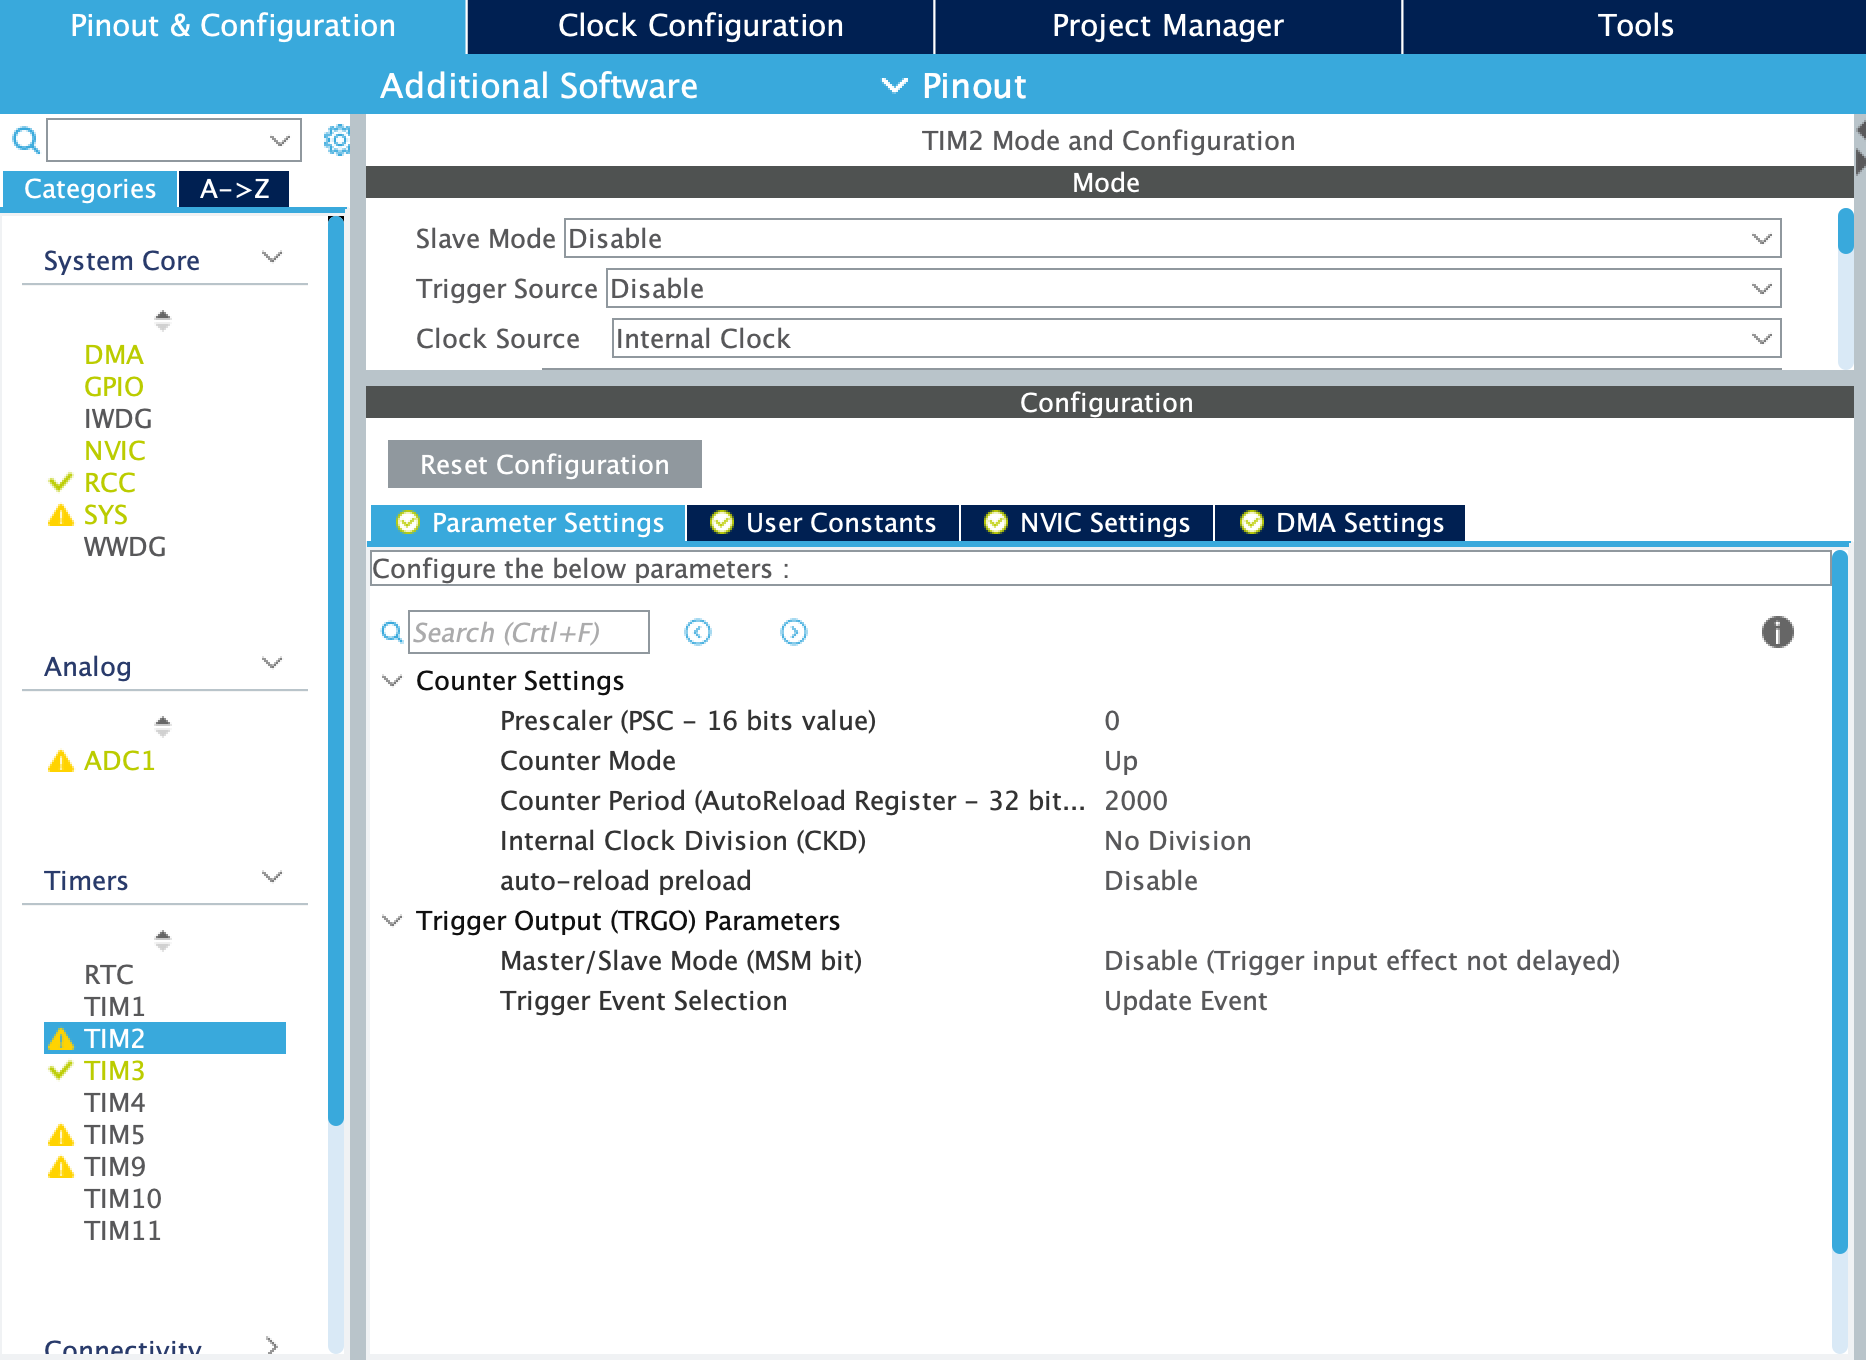 Pinout & Configuration
Clock Configuration
Project Manager
Tools
Additional Software
Pinout
Categories
A->Z
System Core
DMA
GPIO
IWDG
NVIC
RCC
SYS
WWDG
Analog
ADC1
Timers
RTC
TIM1
TIM2
TIM3
TIM4
TIM5
TIM9
TIM10
TIM11
Connectivity
TIM2 Mode and Configuration
Mode
Slave Mode Disable
Trigger Source Disable
Clock Source Internal Clock
Configuration
Reset Configuration
Parameter Settings
User Constants
NVIC Settings
DMA Settings
Configure the below parameters :
Search (Crtl+F)
Counter Settings
Prescaler (PSC - 16 bits value) 0
Counter Mode Up
Counter Period (AutoReload Register - 32 bit... 2000
Internal Clock Division (CKD) No Division
auto-reload preload Disable
Trigger Output (TRGO) Parameters
Master/Slave Mode (MSM bit) Disable (Trigger input effect not delayed)
Trigger Event Selection Update Event